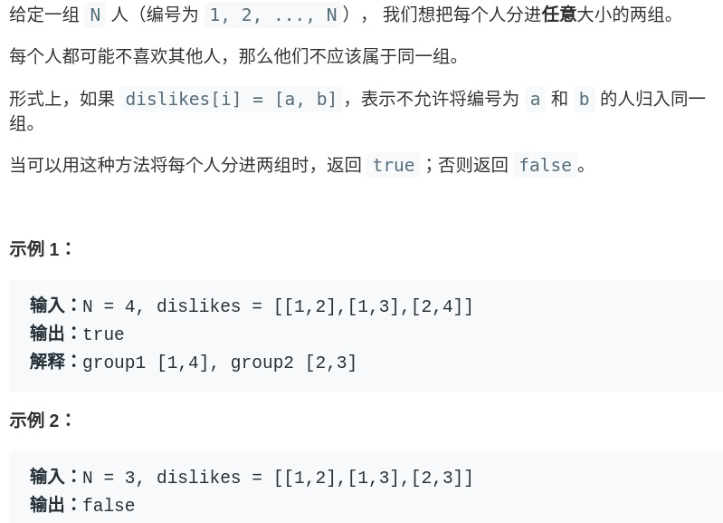 给定一组 N 人（编号为 1, 2, ..., N）， 我们想把每个人分进任意大小的两组。
每个人都可能不喜欢其他人，那么他们不应该属于同一组。
形式上，如果 dislikes[i] = [a, b]，表示不允许将编号为 a 和 b 的人归入同一
组。
当可以用这种方法将每个人分进两组时，返回 true；否则返回 false。
示例 1：
输入：N = 4, dislikes = [[1,2],[1,3],[2,4]]
输出：true
解释：group1 [1,4], group2 [2,3]
示例 2：
输入：N = 3, dislikes = [[1,2],[1,3],[2,3]]
输出：false